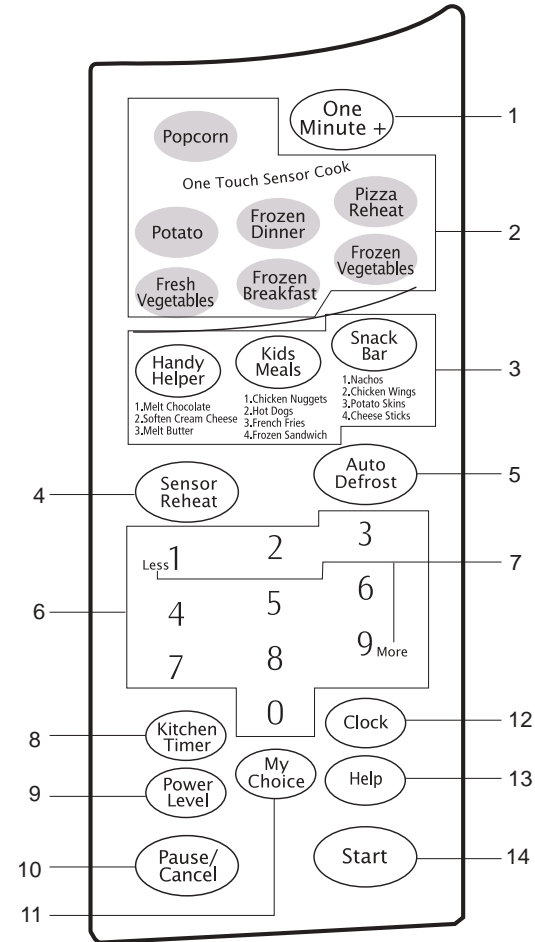 One
Minute +
1
Popcorn
One Touch Sensor Cook
Pizza
Reheat
Potato
Frozen
Dinner
2
Frozen
Vegetables
Fresh
Vegetables
Frozen
Breakfast
Handy
Helper
1.Melt Chocolate
2.Soften Cream Cheese
3.Melt Butter
Kids
Meals
1.Chicken Nuggets
2.Hot Dogs
3.French Fries
4.Frozen Sandwich
Snack
Bar
1.Nachos
2.Chicken Wings
3.Potato Skins
4.Cheese Sticks
3
4
Sensor
Reheat
Auto
Defrost
5
Less 1
2
3
7
6
4
5
6
7
8
9 More
0
8
Kitchen
Timer
Clock
12
9
Power
Level
My
Choice
Help
13
10
Pause/
Cancel
Start
14
11